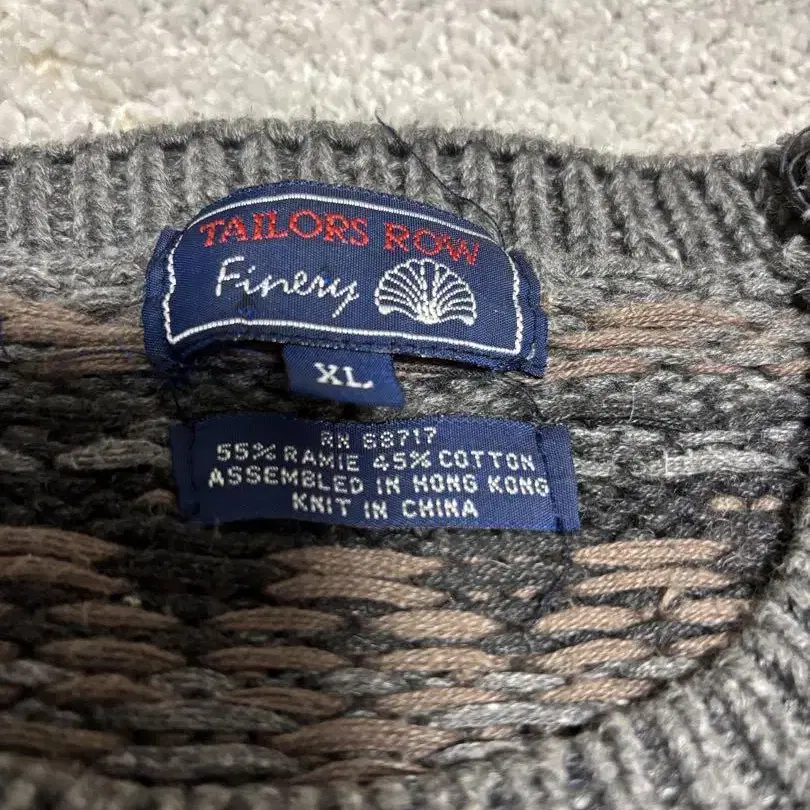 TAILORS ROW
Finery
XL
RN 68717
55% RAMIE 45% COTTON
ASSEMBLED IN HONG KONG
KNIT IN CHINA